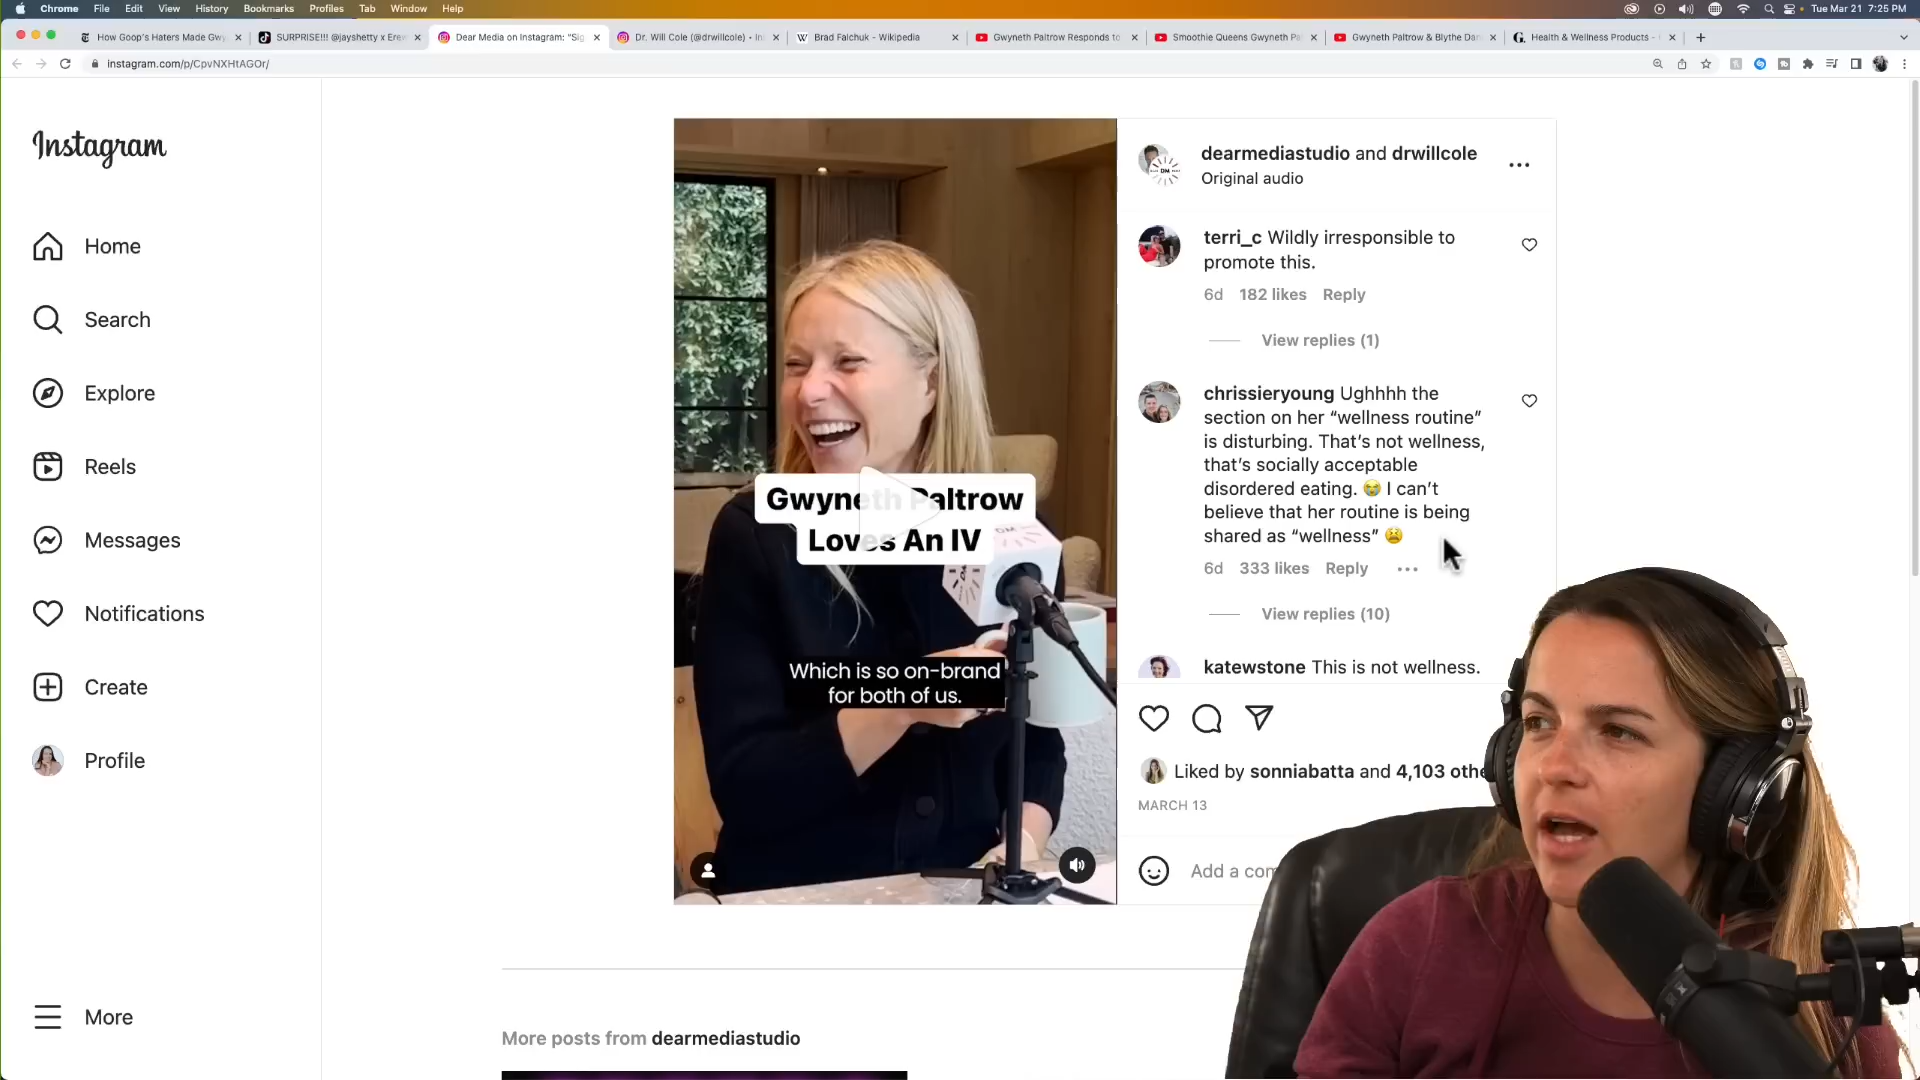 Chrome File Edit View History Bookmarks Profiles Tab Window Help
Tue Mar 21 7:25 PM
How Goop's Haters Made Gwy
SURPRISE!!! @jayshetty x Erew
Dear Media on Instagram: "Sig
Dr. Will Cole (@drwillcole) • In
Brad Falchuk - Wikipedia
Gwyneth Paltrow Responds to
Smoothie Queens Gwyneth Pa
Gwyneth Paltrow & Blythe Dan
Health & Wellness Products -
instagram.com/p/CpvNXHtAGOr/
Instagram
Home
Search
Explore
Reels
Messages
Notifications
Create
Profile
More
Gwyneth Paltrow
Loves An IV
Which is so on-brand
for both of us.
DM
dearmediastudio and drwillcole
Original audio
terri_c Wildly irresponsible to
promote this.
6d 182 likes Reply
View replies (1)
chrissieryoung Ughhhh the
section on her “wellness routine”
is disturbing. That’s not wellness,
that’s socially acceptable
disordered eating. 😭 I can’t
believe that her routine is being
shared as “wellness” 😫
6d 333 likes Reply
View replies (10)
katewstone This is not wellness.
Liked by sonniabatta and 4,103 othe
MARCH 13
Add a com
More posts from dearmediastudio